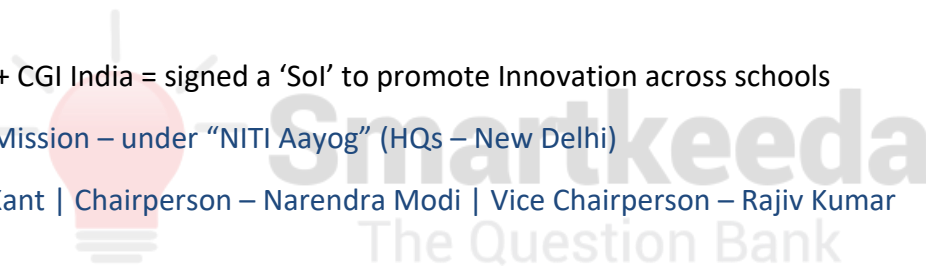 + CGI India = signed a ‘SoI’ to promote Innovation across schools
Mission – under “NITI Aayog” (HQs – New Delhi)
Kant | Chairperson – Narendra Modi | Vice Chairperson – Rajiv Kumar
Smartkeeda
The Question Bank